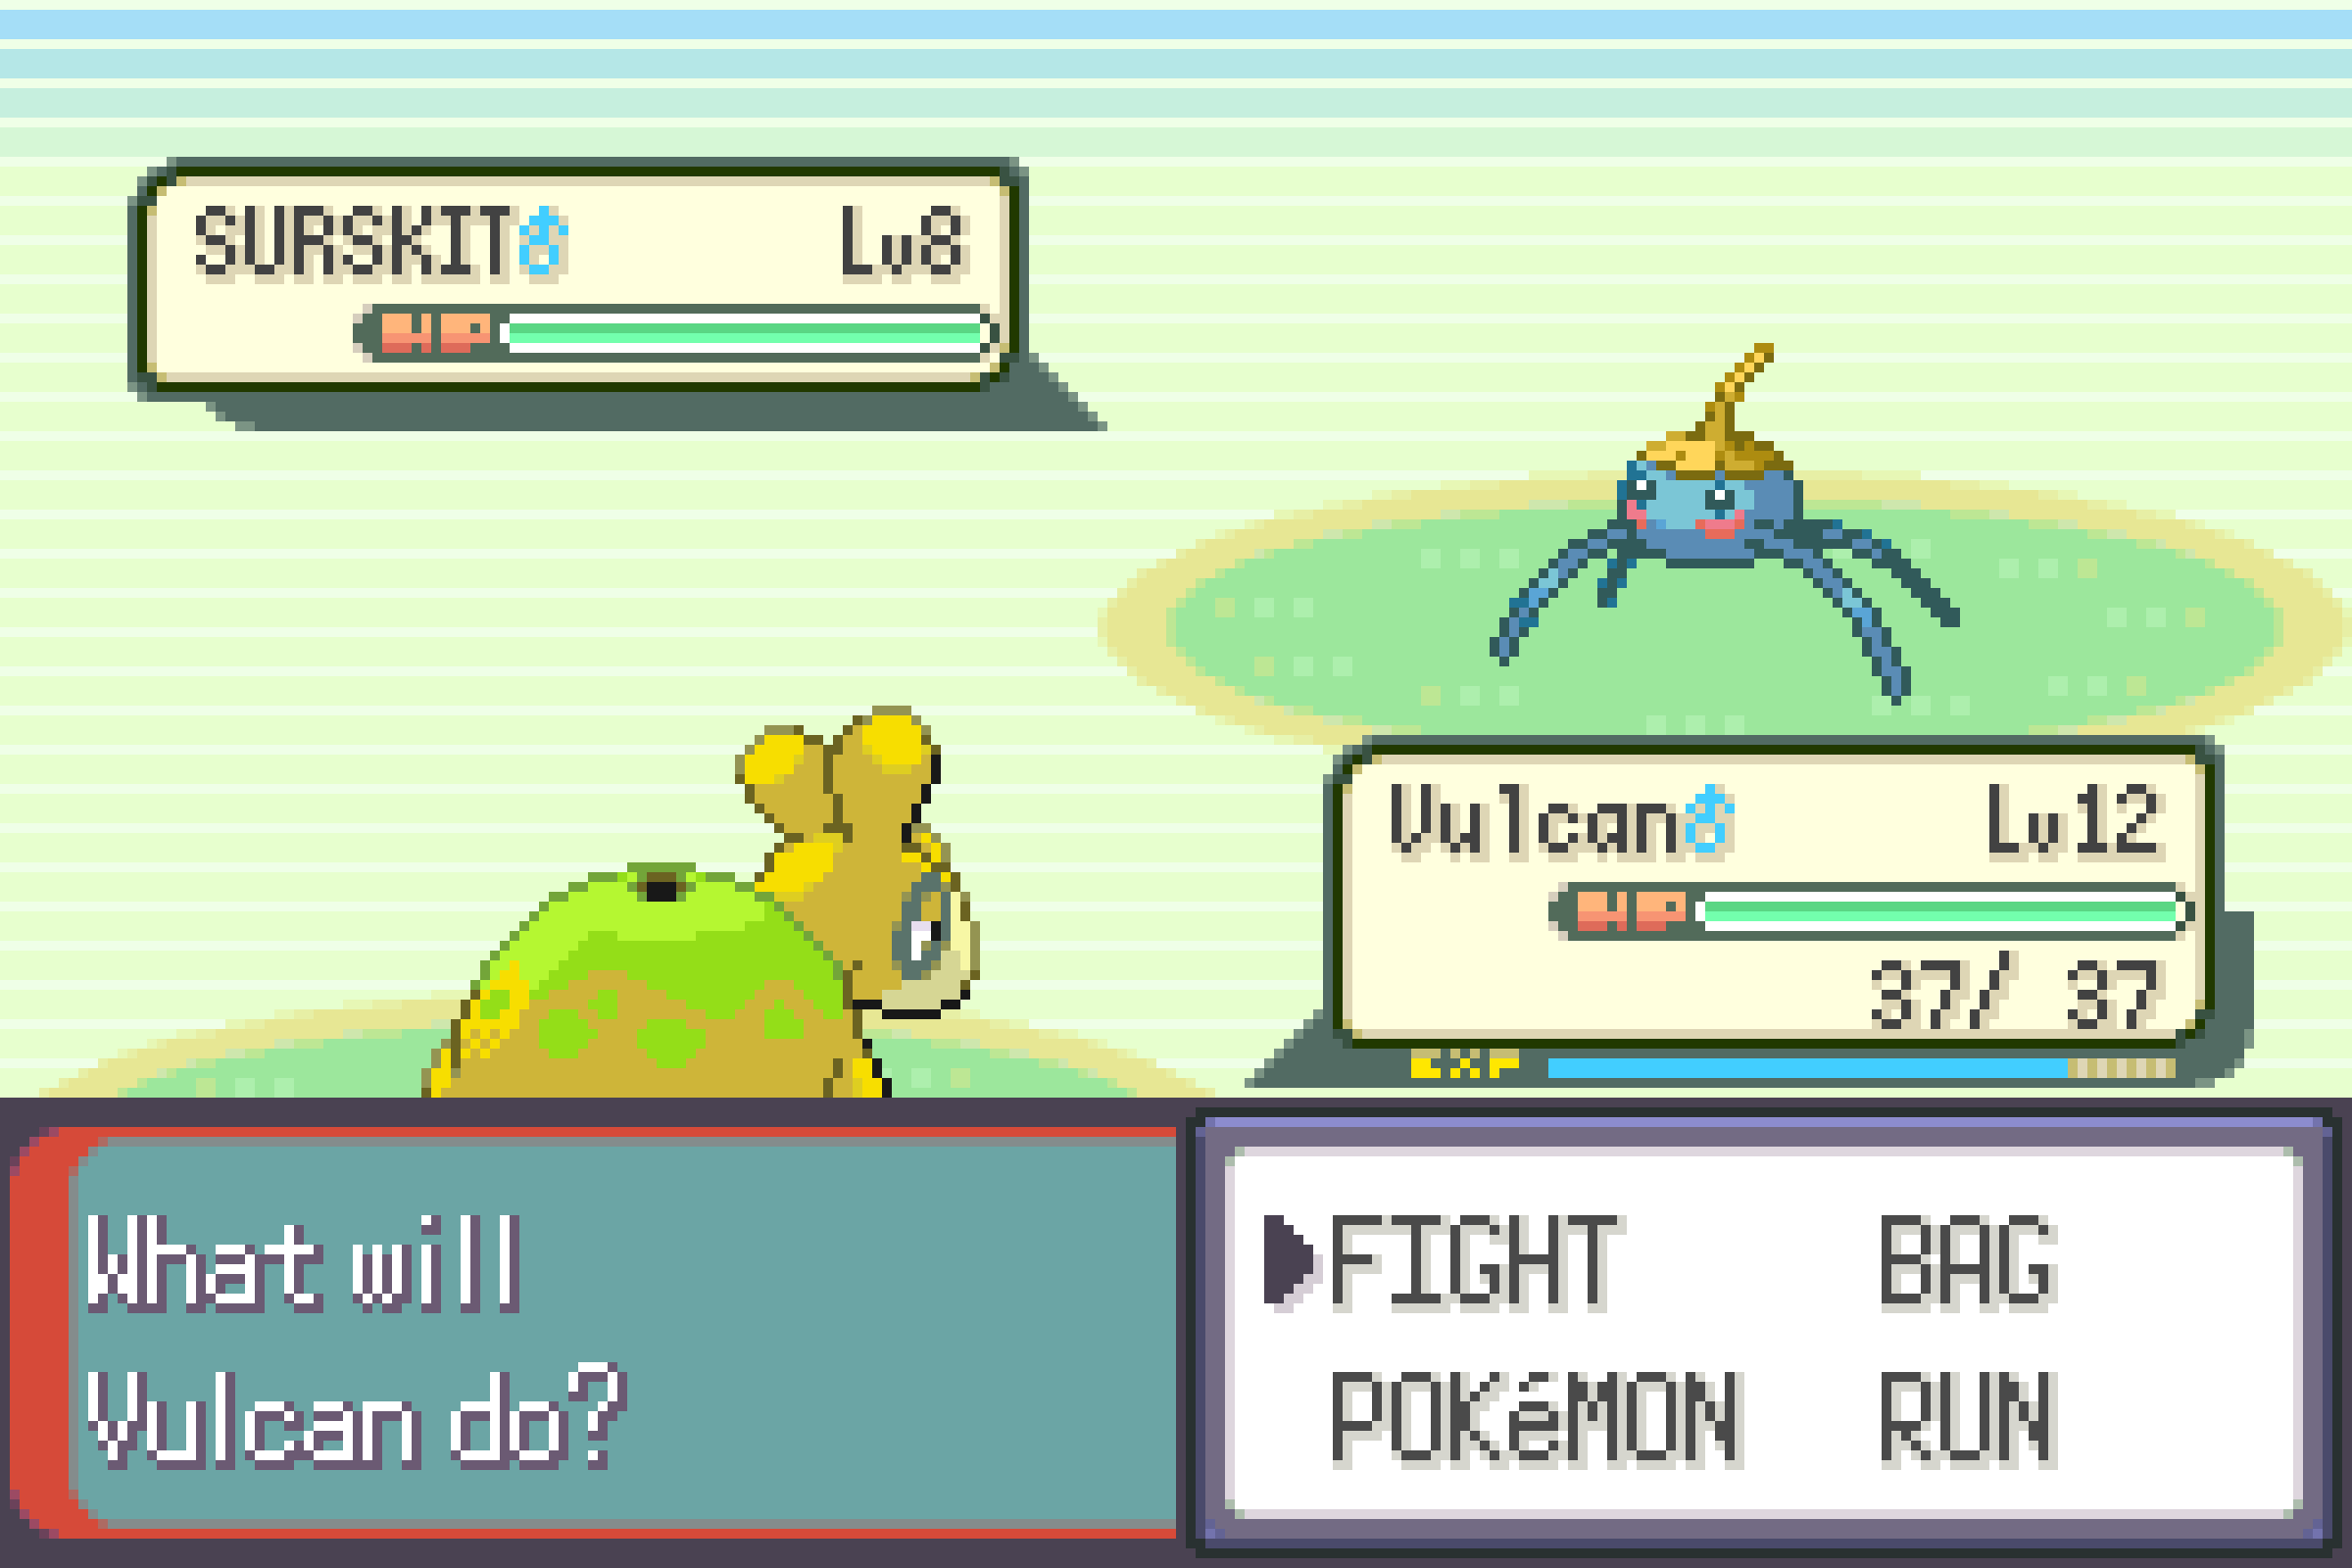 SURSKIT♂ Lv8
HP
Vulcan♂ Lv12
HP
37/ 37
EXP
What will
Vulcan do?
FIGHT BAG
POKéMON RUN